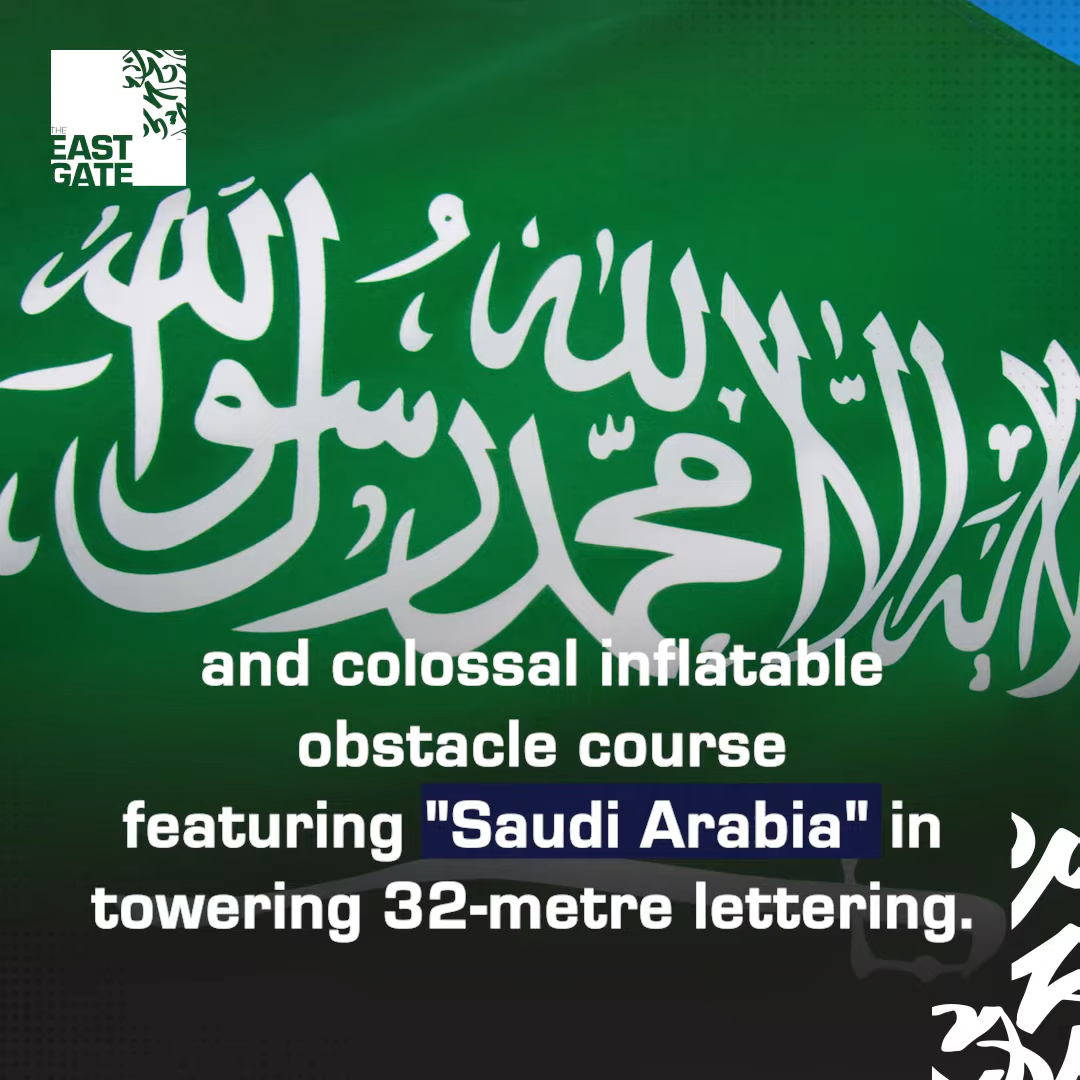 THE
EAST
GATE
لا إله إلا الله محمد رسول الله
and colossal inflatable
obstacle course
featuring "Saudi Arabia" in
towering 32-metre lettering.